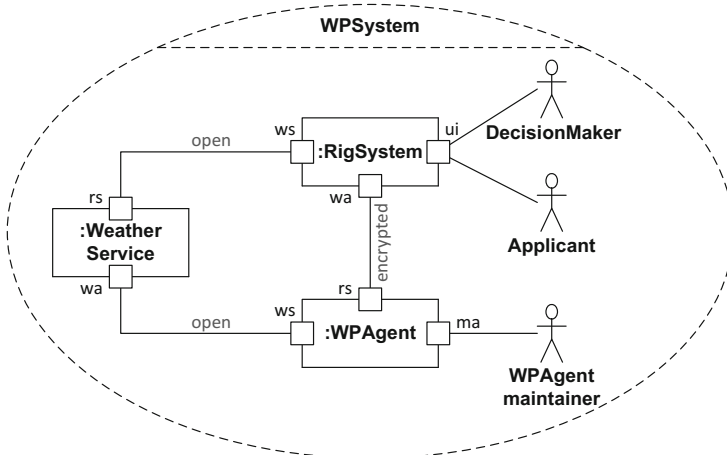 WPSystem
ws
ui
DecisionMaker
open
:RigSystem
rs
wa
:Weather
Service
Applicant
encrypted
wa
rs
ws
open
:WPAgent
ma
WPAgent
maintainer